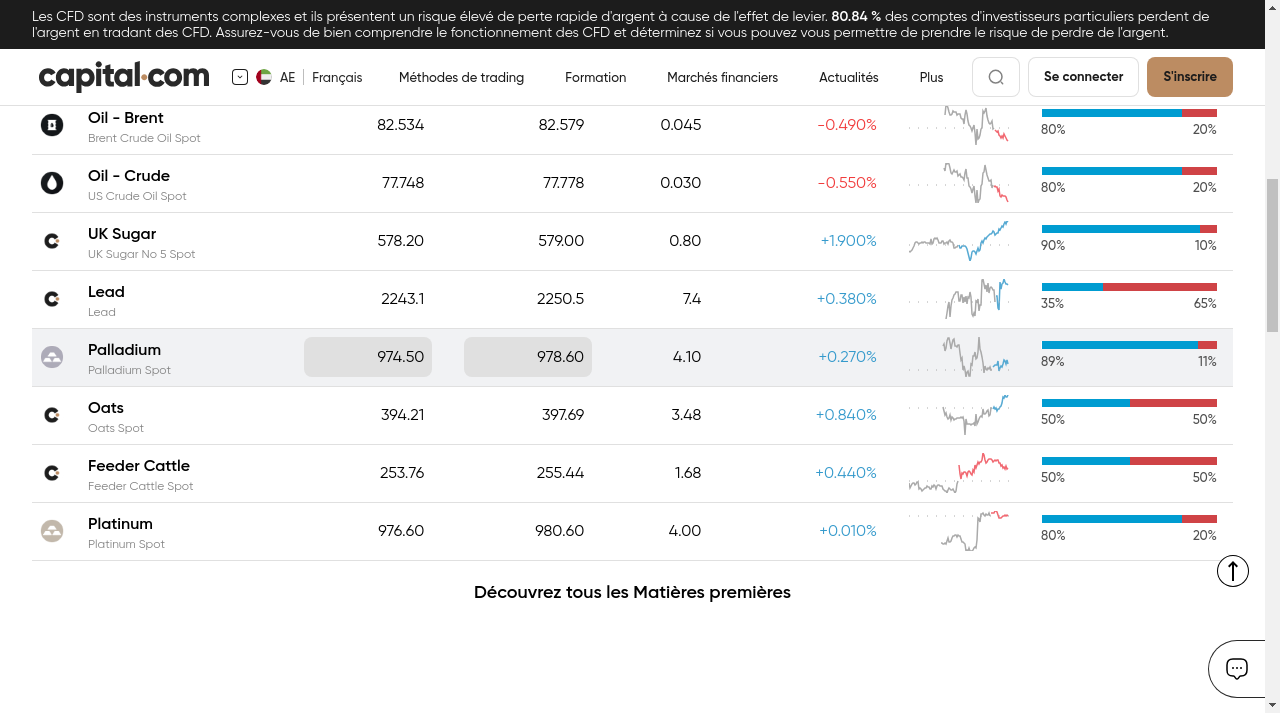 Les CFD sont des instruments complexes et ils présentent un risque élevé de perte rapide d'argent à cause de l'effet de levier. 80.84 % des comptes d'investisseurs particuliers perdent de
l'argent en tradant des CFD. Assurez-vous de bien comprendre le fonctionnement des CFD et déterminez si vous pouvez vous permettre de prendre le risque de perdre de l'argent.
capital.com AE Français Méthodes de trading Formation Marchés financiers Actualités Plus Se connecter S'inscrire
Oil - Brent 82.534 82.579 0.045 -0.490%
Brent Crude Oil Spot 80% 20%
Oil - Crude 77.748 77.778 0.030 -0.550%
US Crude Oil Spot 80% 20%
UK Sugar 578.20 579.00 0.80 +1.900%
UK Sugar No 5 Spot 90% 10%
Lead 2243.1 2250.5 7.4 +0.380%
Lead 35% 65%
Palladium 974.50 978.60 4.10 +0.270%
Palladium Spot 89% 11%
Oats 394.21 397.69 3.48 +0.840%
Oats Spot 50% 50%
Feeder Cattle 253.76 255.44 1.68 +0.440%
Feeder Cattle Spot 50% 50%
Platinum 976.60 980.60 4.00 +0.010%
Platinum Spot 80% 20%
Découvrez tous les Matières premières